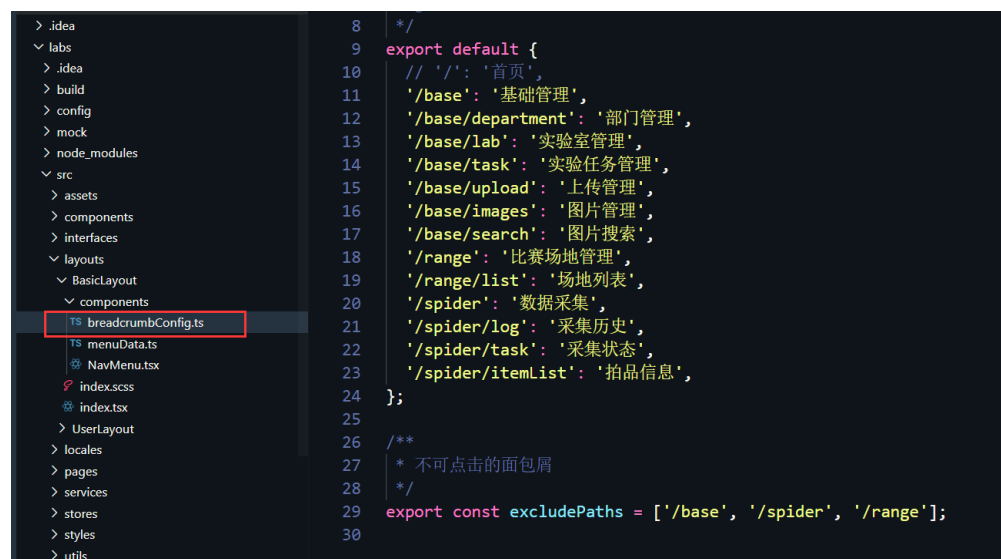 .idea
labs
.idea
build
config
mock
node_modules
src
assets
components
interfaces
layouts
BasicLayout
components
TS breadcrumbConfig.ts
TS menuData.ts
NavMenu.tsx
index.scss
index.tsx
UserLayout
locales
pages
services
stores
styles
utils
8 */
9 export default {
10 // '/': '首页',
11 '/base': '基础管理',
12 '/base/department': '部门管理',
13 '/base/lab': '实验室管理',
14 '/base/task': '实验任务管理',
15 '/base/upload': '上传管理',
16 '/base/images': '图片管理',
17 '/base/search': '图片搜索',
18 '/range': '比赛场地管理',
19 '/range/list': '场地列表',
20 '/spider': '数据采集',
21 '/spider/log': '采集历史',
22 '/spider/task': '采集状态',
23 '/spider/itemList': '拍品信息',
24 };
25
26 /**
27 * 不可点击的面包屑
28 */
29 export const excludePaths = ['/base', '/spider', '/range'];
30